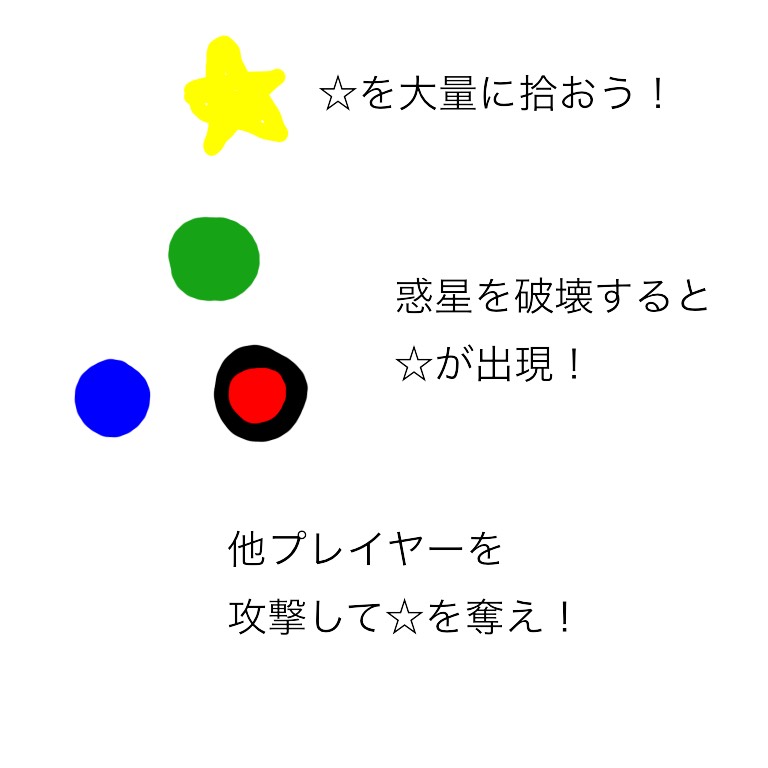 ☆を大量に拾おう！
惑星を破壊すると
☆が出現！
他プレイヤーを
攻撃して☆を奪え！